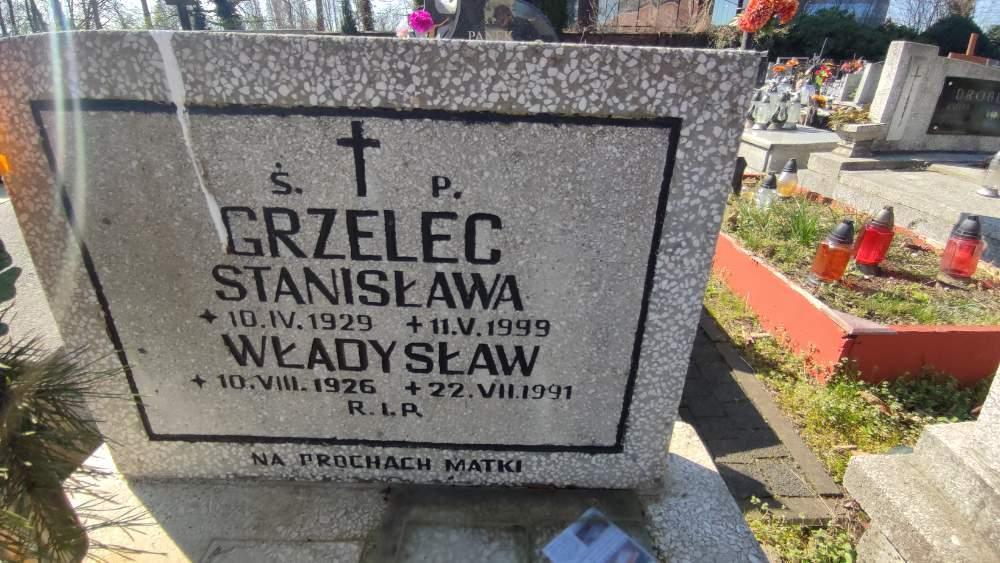 Ś. P.
GRZELEC
STANISŁAWA
10.IV.1929 +11.V.1999
WŁADYSŁAW
10.VIII.1926 +22.VII.1991
R.I.P.
NA PROCHACH MATKI